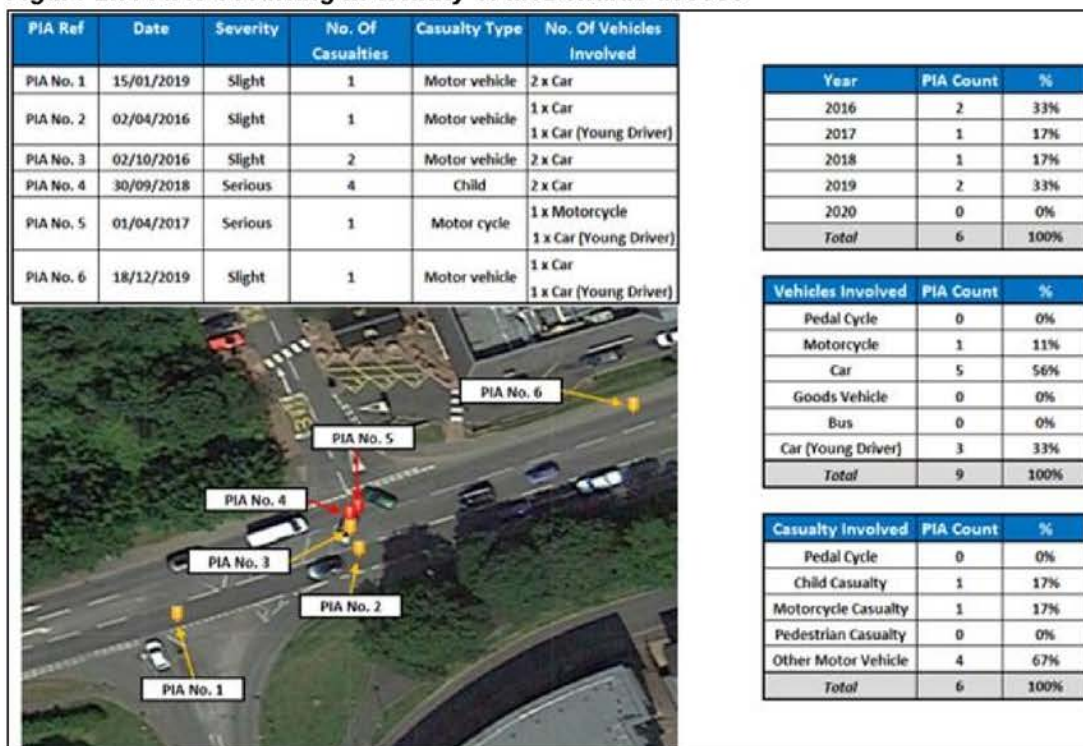 PIA Ref Date Severity No. Of Casualties Casualty Type No. Of Vehicles Involved
PIA No. 1 15/01/2019 Slight 1 Motor vehicle 2 x Car
PIA No. 2 02/04/2016 Slight 1 Motor vehicle 1 x Car
1 x Car (Young Driver)
PIA No. 3 02/10/2016 Slight 2 Motor vehicle 2 x Car
PIA No. 4 30/09/2018 Serious 4 Child 2 x Car
PIA No. 5 01/04/2017 Serious 1 Motor cycle 1 x Motorcycle
1 x Car (Young Driver)
PIA No. 6 18/12/2019 Slight 1 Motor vehicle 1 x Car
1 x Car (Young Driver)
Year PIA Count %
2016 2 33%
2017 1 17%
2018 1 17%
2019 2 33%
2020 0 0%
Total 6 100%
Vehicles Involved PIA Count %
Pedal Cycle 0 0%
Motorcycle 1 11%
Car 5 56%
Goods Vehicle 0 0%
Bus 0 0%
Car (Young Driver) 3 33%
Total 9 100%
Casualty Involved PIA Count %
Pedal Cycle 0 0%
Child Casualty 1 17%
Motorcycle Casualty 1 17%
Pedestrian Casualty 0 0%
Other Motor Vehicle 4 67%
Total 6 100%
PIA No. 6
PIA No. 5
PIA No. 4
PIA No. 3
PIA No. 2
PIA No. 1